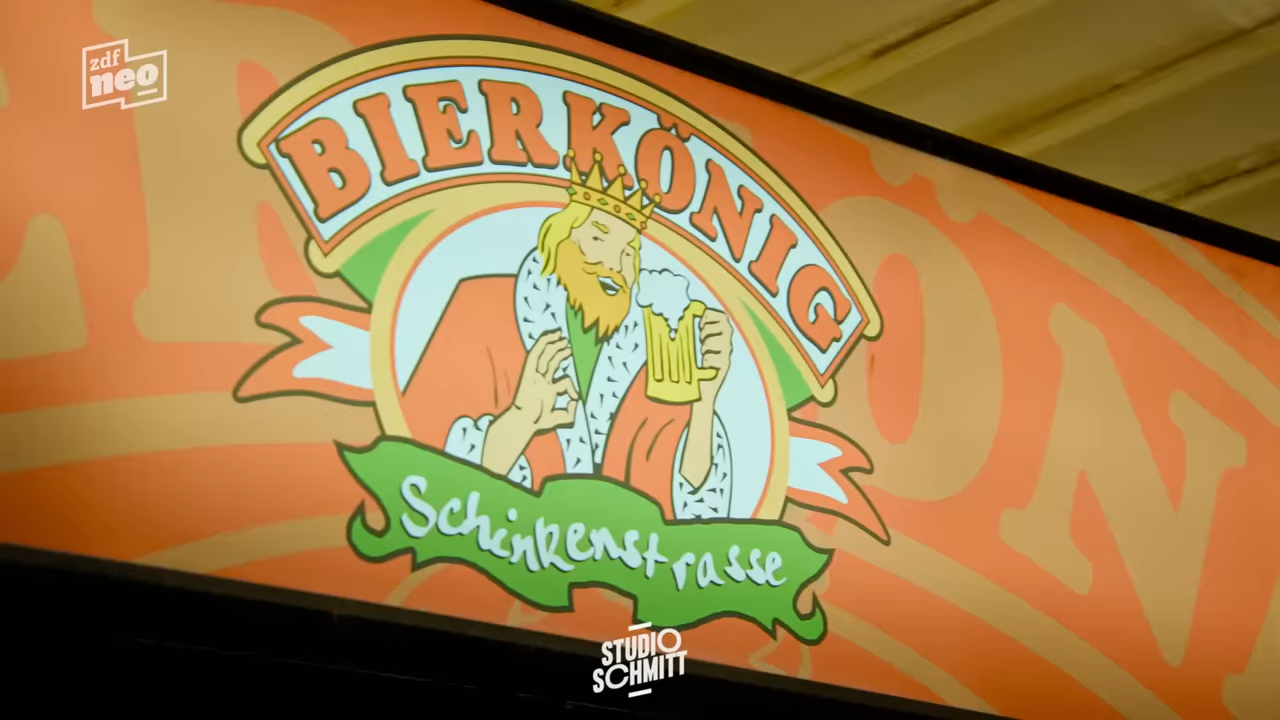 zdf
neo
BIERKÖNIG
Schinkenstrasse
STUDIO
SCHMITT